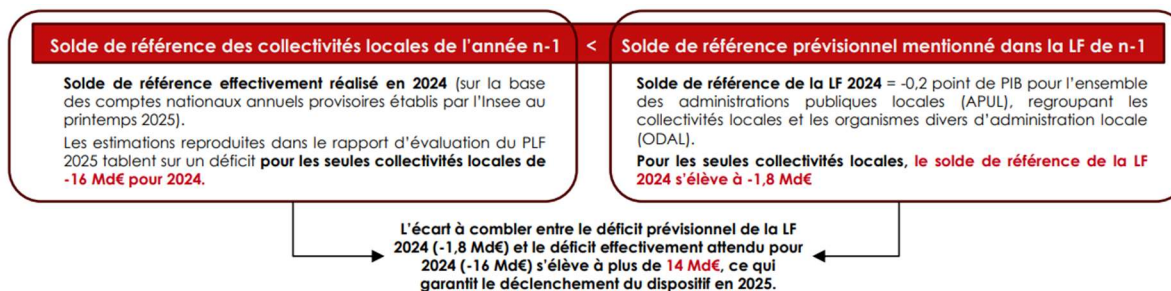 Solde de référence des collectivités locales de l'année n-1 < Solde de référence prévisionnel mentionné dans la LF de n-1
Solde de référence effectivement réalisé en 2024 (sur la base
des comptes nationaux annuels provisoires établis par l'Insee au
printemps 2025).
Les estimations reproduites dans le rapport d'évaluation du PLF
2025 tablent sur un déficit pour les seules collectivités locales de
-16 Md€ pour 2024.
Solde de référence de la LF 2024 = -0,2 point de PIB pour l'ensemble
des administrations publiques locales (APUL), regroupant les
collectivités locales et les organismes divers d'administration locale
(ODAL).
Pour les seules collectivités locales, le solde de référence de la LF
2024 s'élève à -1,8 Md€
L'écart à combler entre le déficit prévisionnel de la LF
2024 (-1,8 Md€) et le déficit effectivement attendu pour
2024 (-16 Md€) s'élève à plus de 14 Md€, ce qui
garantit le déclenchement du dispositif en 2025.